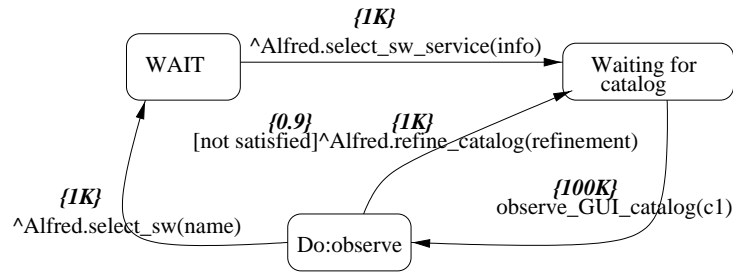 {1K}
^Alfred.select_sw_service(info)
WAIT
Waiting for
catalog
{0.9} {1K}
[not satisfied]^Alfred.refine_catalog(refinement)
{1K}
^Alfred.select_sw(name)
{100K}
observe_GUI_catalog(c1)
Do:observe